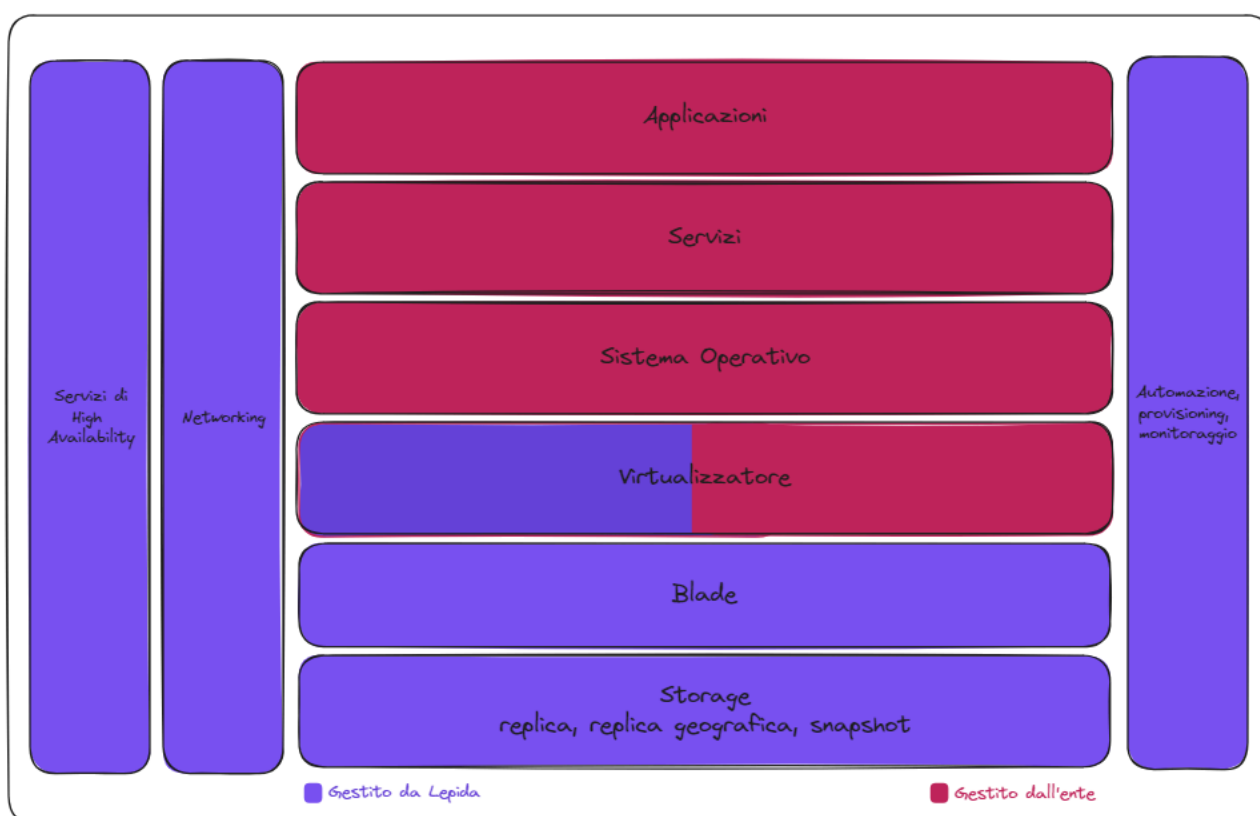 Servizi di
High
Availability
Networking
Applicazioni
Servizi
Sistema Operativo
Virtualizzatore
Blade
Storage
replica, replica geografica, snapshot
Automazione,
provisioning,
monitoraggio
Gestito da Lepida
Gestito dall'ente